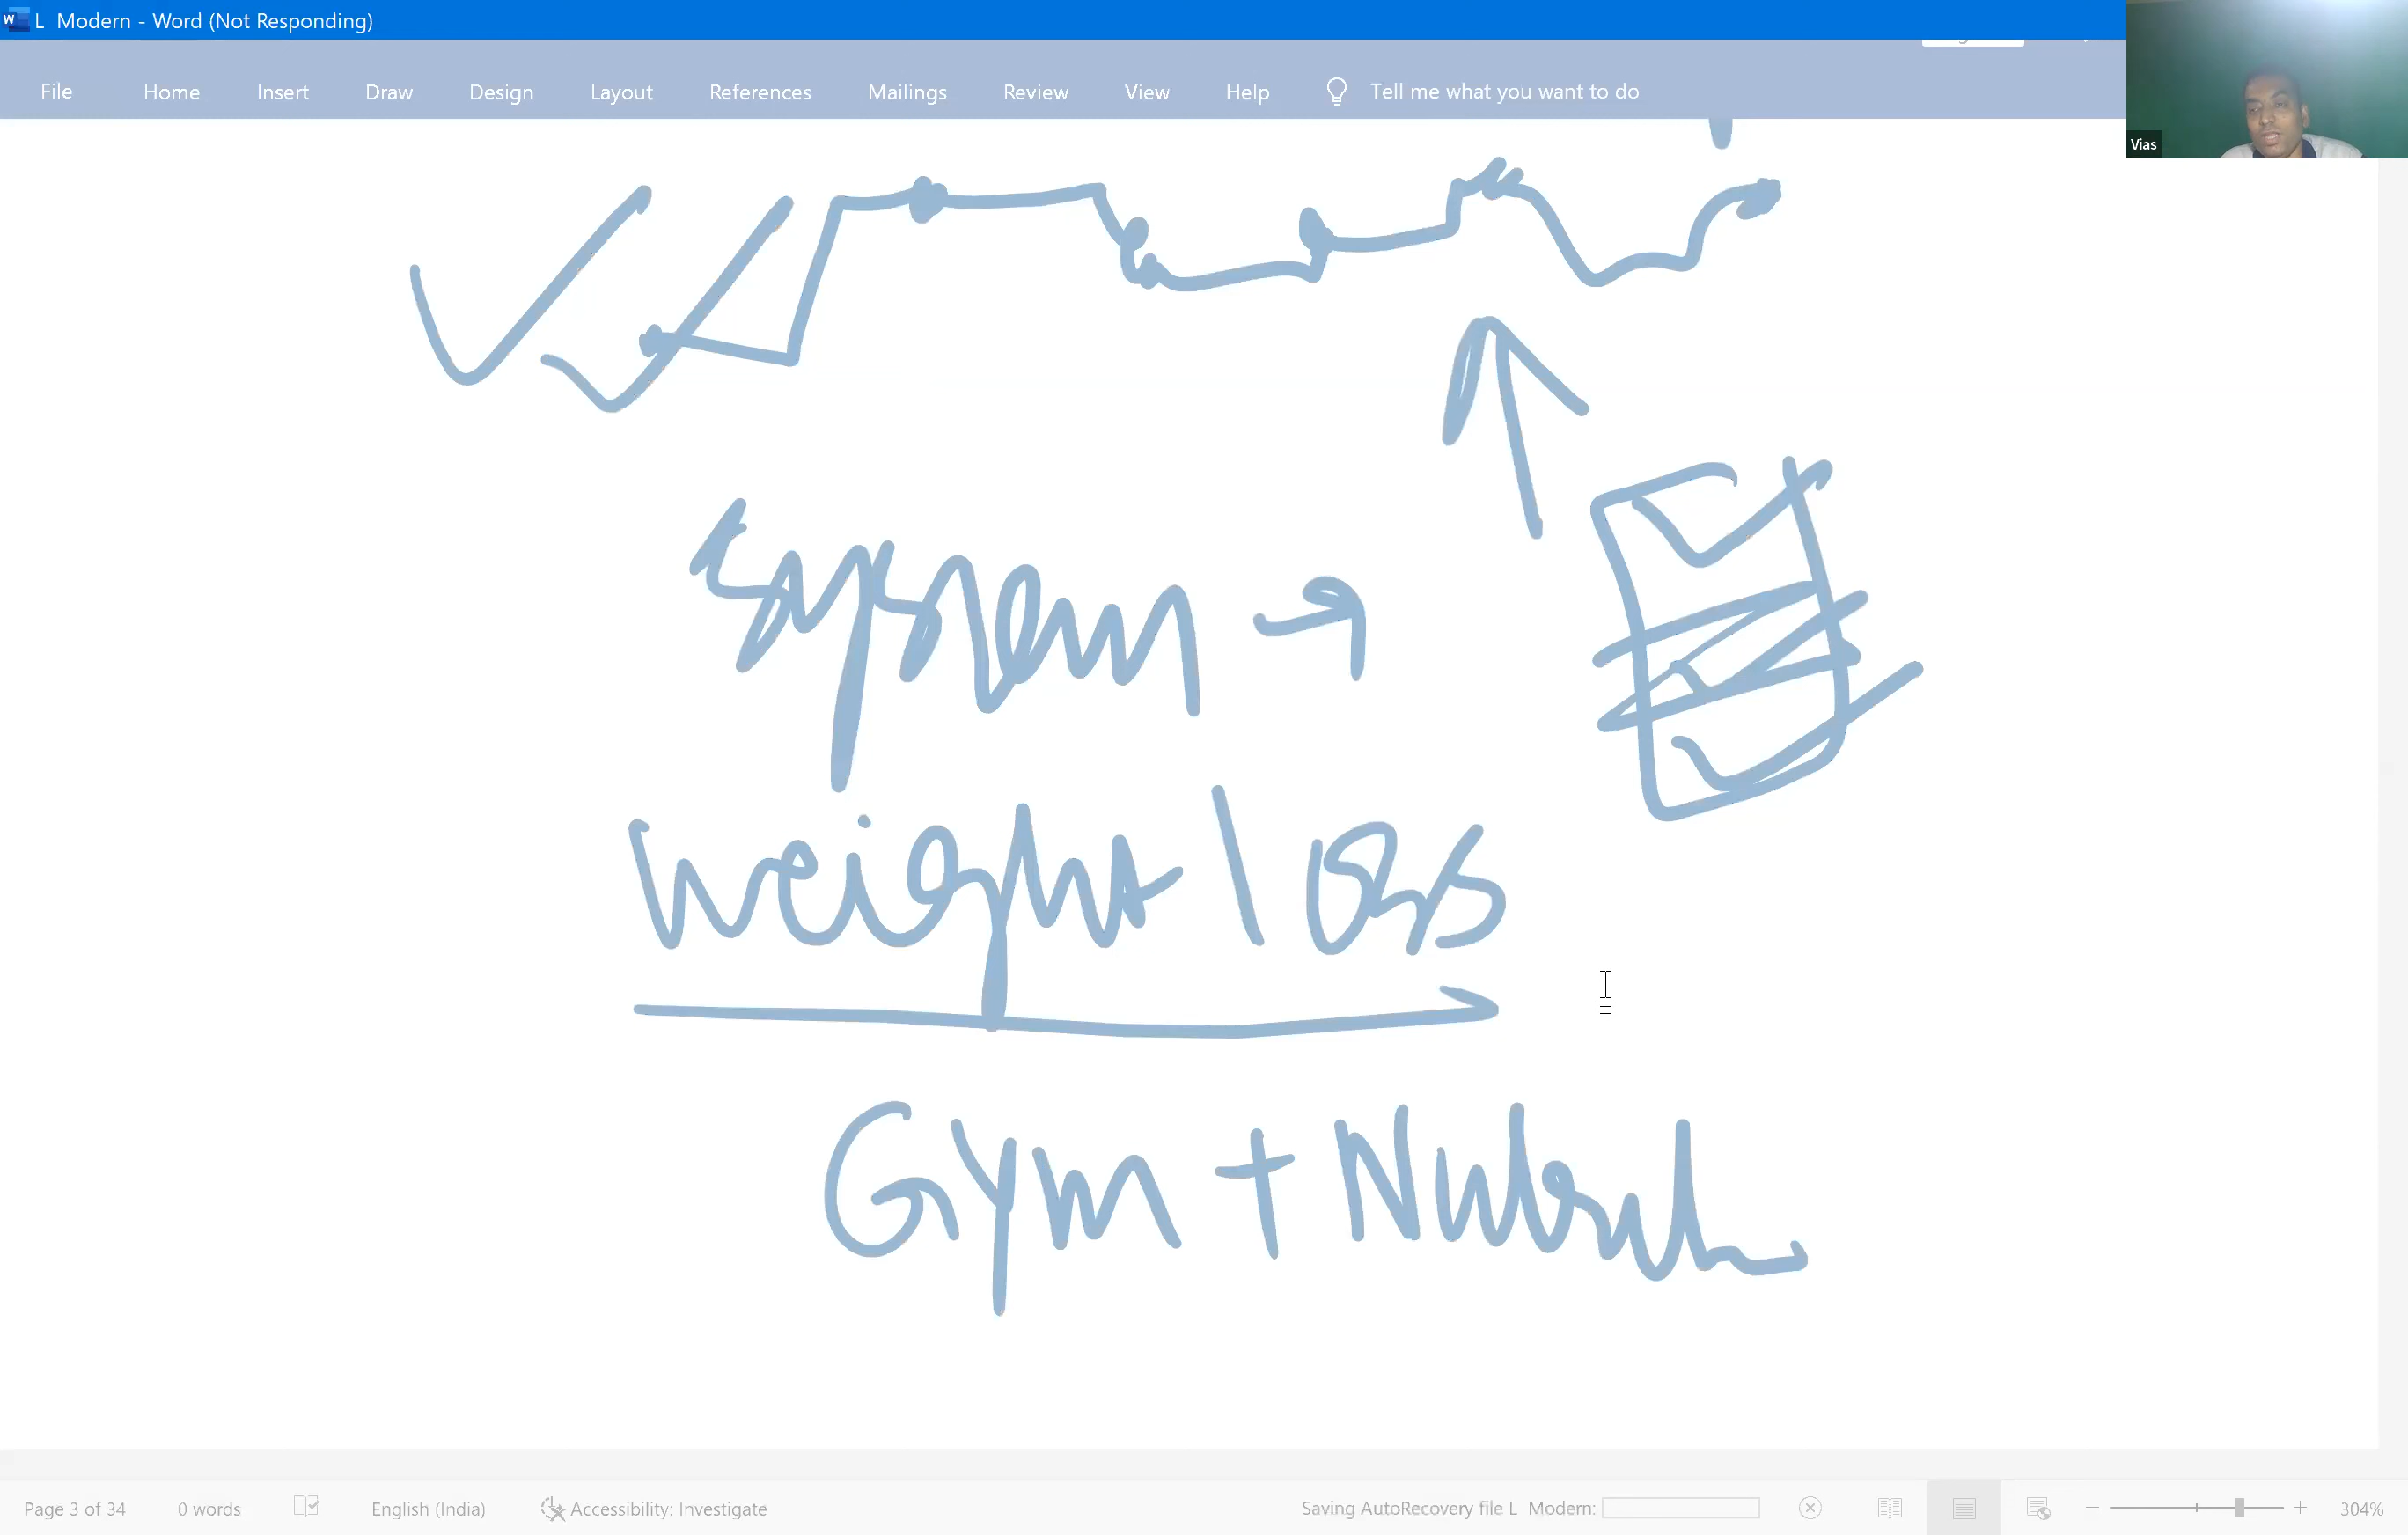 L Modern - Word (Not Responding)
File Home Insert Draw Design Layout References Mailings Review View Help Tell me what you want to do
Vias
System
Weight loss
Gym +
Page 3 of 34 0 words English (India) Accessibility: Investigate Saving AutoRecovery file L Modern: 304%